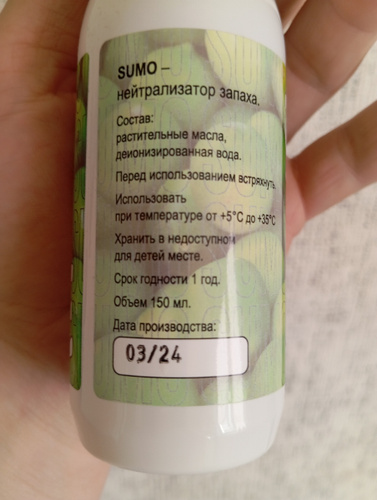 SUMO –
нейтрализатор запаха.
Состав:
растительные масла,
деионизированная вода.
Перед использованием встряхнуть.
Использовать
при температуре от +5°С до +35°С
Хранить в недоступном
для детей месте.
Срок годности 1 год.
Объем 150 мл.
Дата производства:
03/24